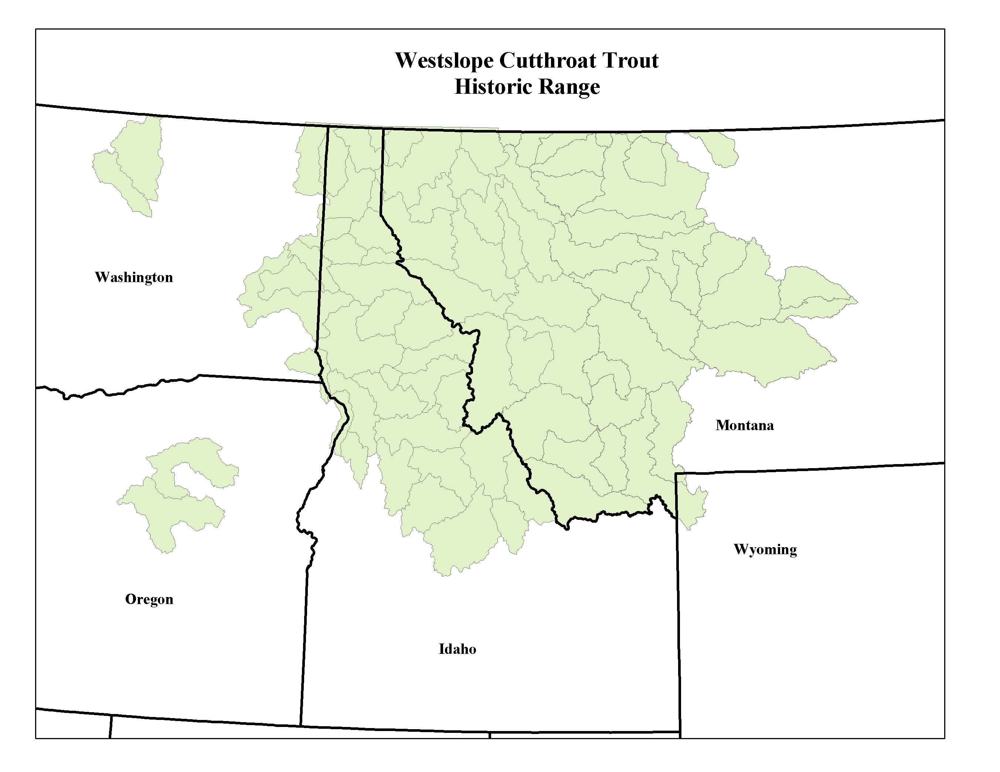 Westslope Cutthroat Trout
Historic Range
Washington
Montana
Wyoming
Oregon
Idaho